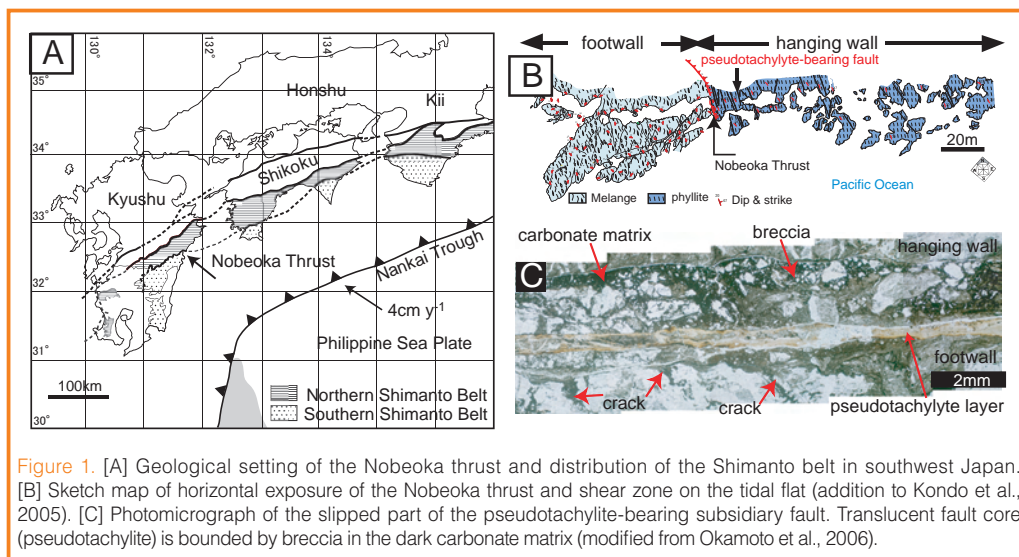 A
130°
132°
134°
35°
34°
33°
32°
31°
30°
Honshu
Kii
Shikoku
Kyushu
Nobeoka Thrust
Nankai Trough
4cm y-1
Philippine Sea Plate
100km
Northern Shimanto Belt
Southern Shimanto Belt
footwall hanging wall
pseudotachylyte-bearing fault
B
20m
Nobeoka Thrust
Pacific Ocean
Melange phyllite Dip & strike
carbonate matrix breccia
hanging wall
C
footwall
2mm
crack crack
pseudotachylyte layer
Figure 1. [A] Geological setting of the Nobeoka thrust and distribution of the Shimanto belt in southwest Japan.
[B] Sketch map of horizontal exposure of the Nobeoka thrust and shear zone on the tidal flat (addition to Kondo et al.,
2005). [C] Photomicrograph of the slipped part of the pseudotachylite-bearing subsidiary fault. Translucent fault core
(pseudotachylite) is bounded by breccia in the dark carbonate matrix (modified from Okamoto et al., 2006).